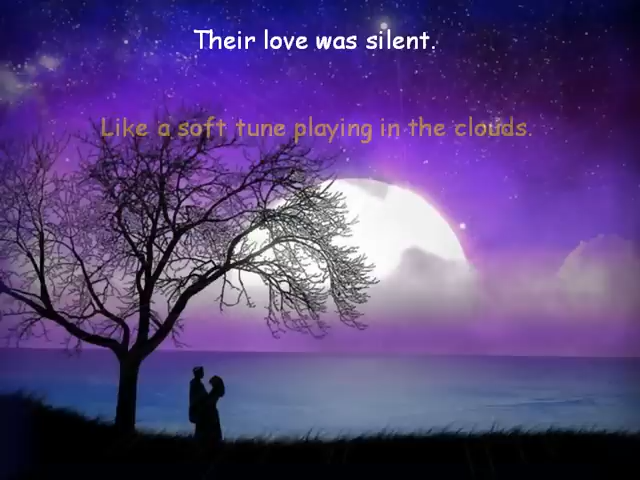 Their love was silent.
Like a soft tune playing in the clouds.